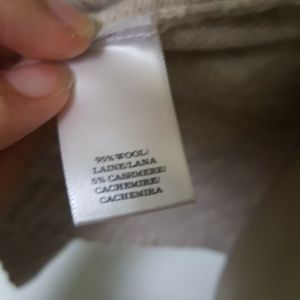 95% WOOL/
LAINE/LANA
5% CASHMERE/
CACHEMIRE/
CACHEMIRA